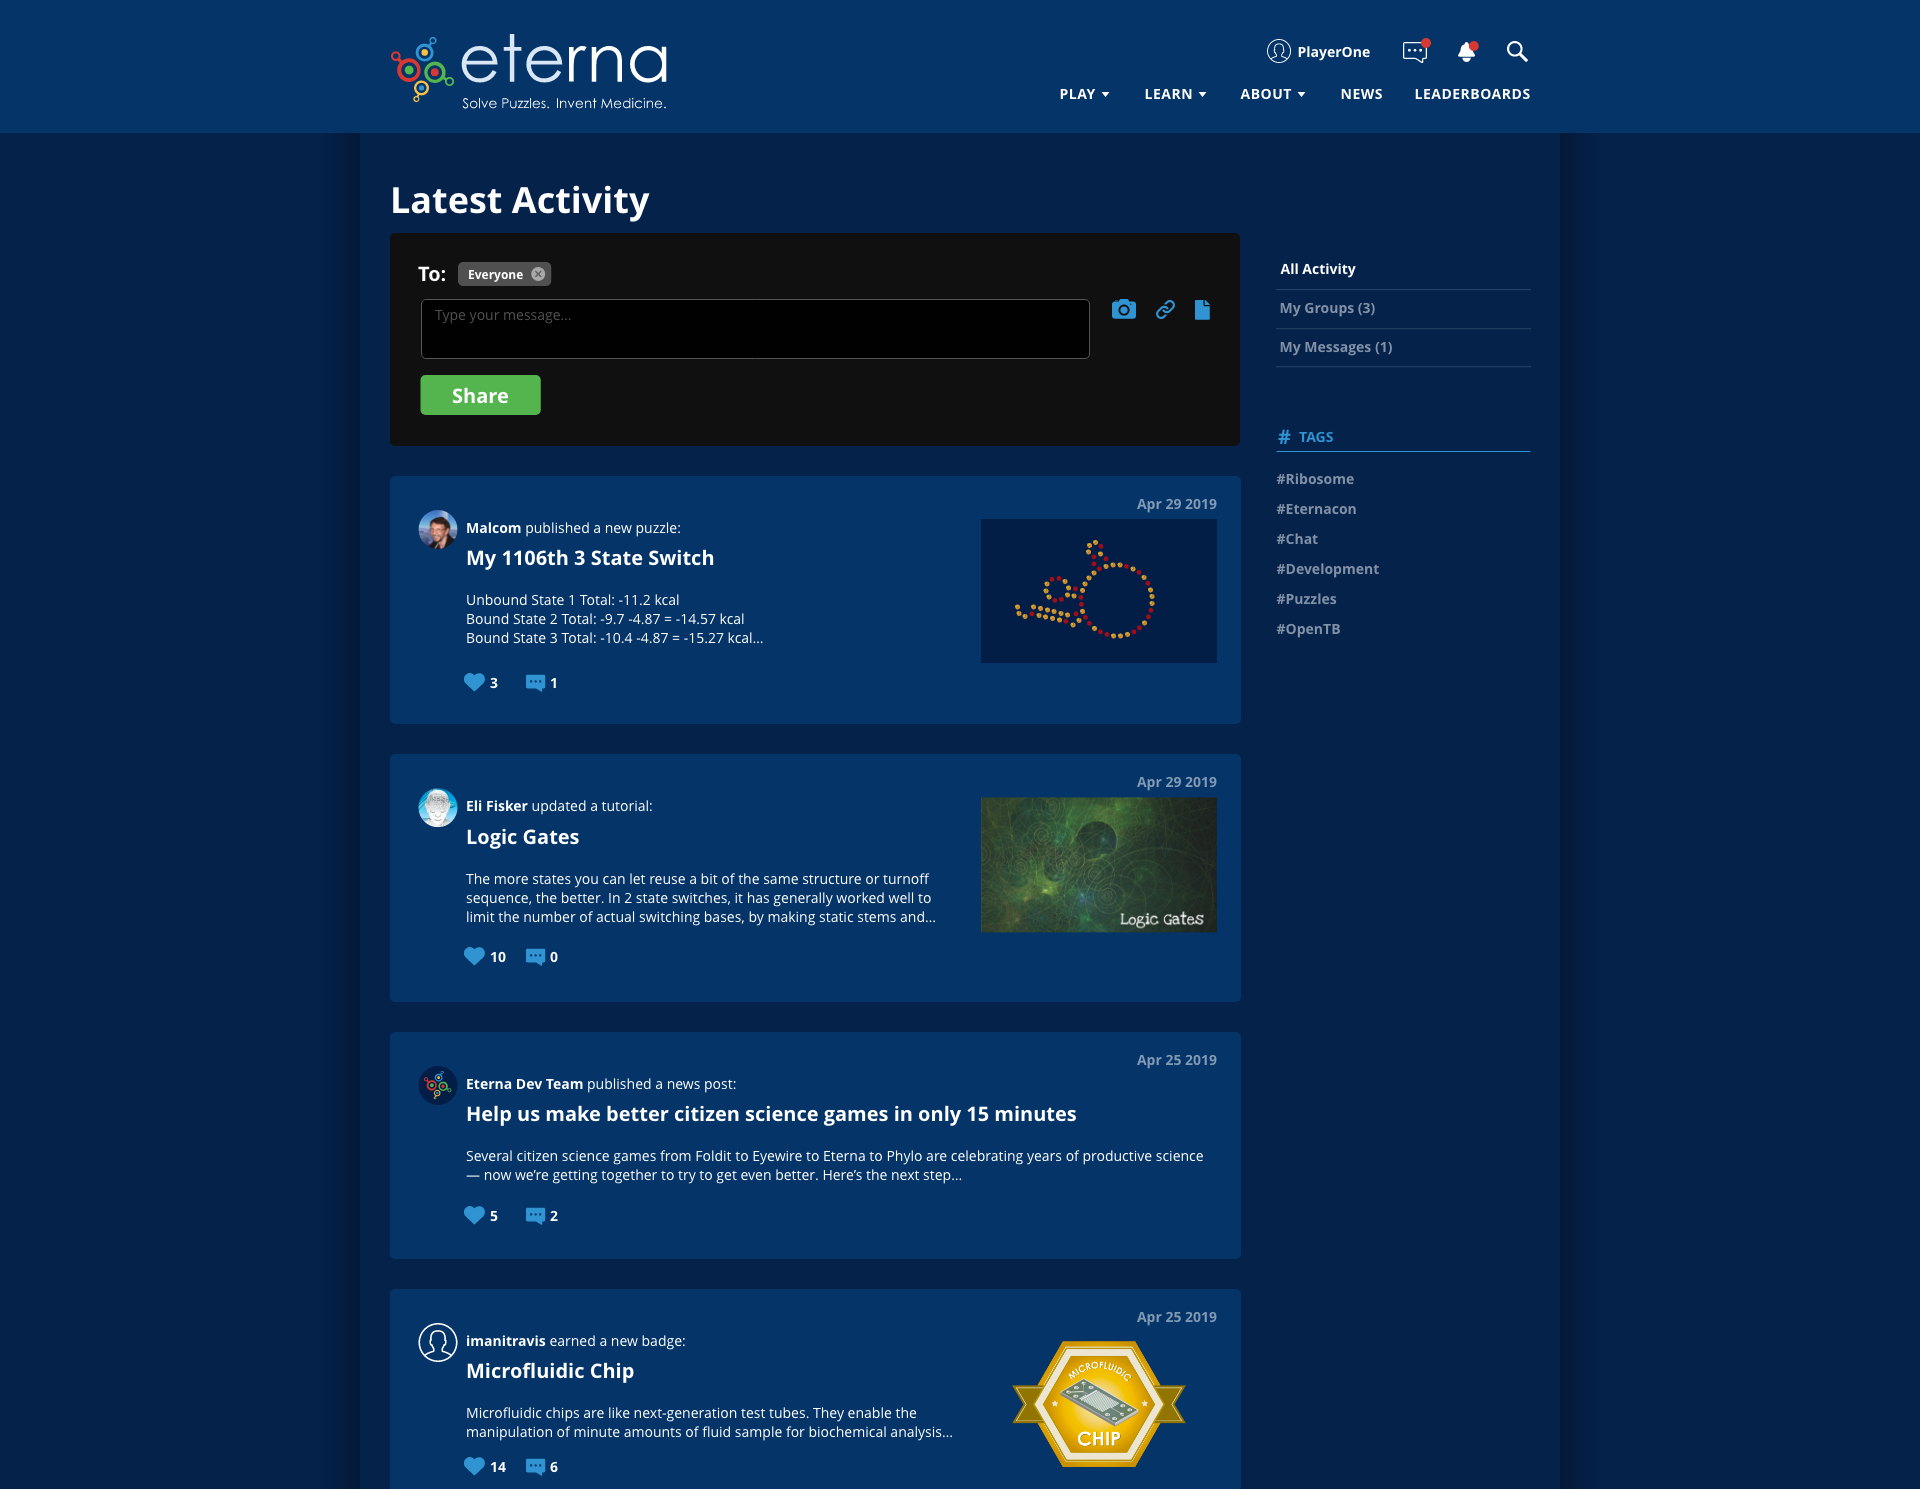 eterna
Solve Puzzles. Invent Medicine.
PlayerOne
PLAY
LEARN
ABOUT
NEWS
LEADERBOARDS
Latest Activity
To:
Everyone
Type your message...
Share
All Activity
My Groups (3)
My Messages (1)
# TAGS
#Ribosome
#Eternacon
#Chat
#Development
#Puzzles
#OpenTB
Apr 29 2019
Malcom published a new puzzle:
My 1106th 3 State Switch
Unbound State 1 Total: -11.2 kcal
Bound State 2 Total: -9.7 -4.87 = -14.57 kcal
Bound State 3 Total: -10.4 -4.87 = -15.27 kcal...
3
1
Apr 29 2019
Eli Fisker updated a tutorial:
Logic Gates
The more states you can let reuse a bit of the same structure or turnoff
sequence, the better. In 2 state switches, it has generally worked well to
limit the number of actual switching bases, by making static stems and...
Logic Gates
10
0
Apr 25 2019
Eterna Dev Team published a news post:
Help us make better citizen science games in only 15 minutes
Several citizen science games from Foldit to Eyewire to Eterna to Phylo are celebrating years of productive science
— now we're getting together to try to get even better. Here's the next step...
5
2
Apr 25 2019
imanitravis earned a new badge:
Microfluidic Chip
Microfluidic chips are like next-generation test tubes. They enable the
manipulation of minute amounts of fluid sample for biochemical analysis...
MICROFLUIDIC
CHIP
14
6